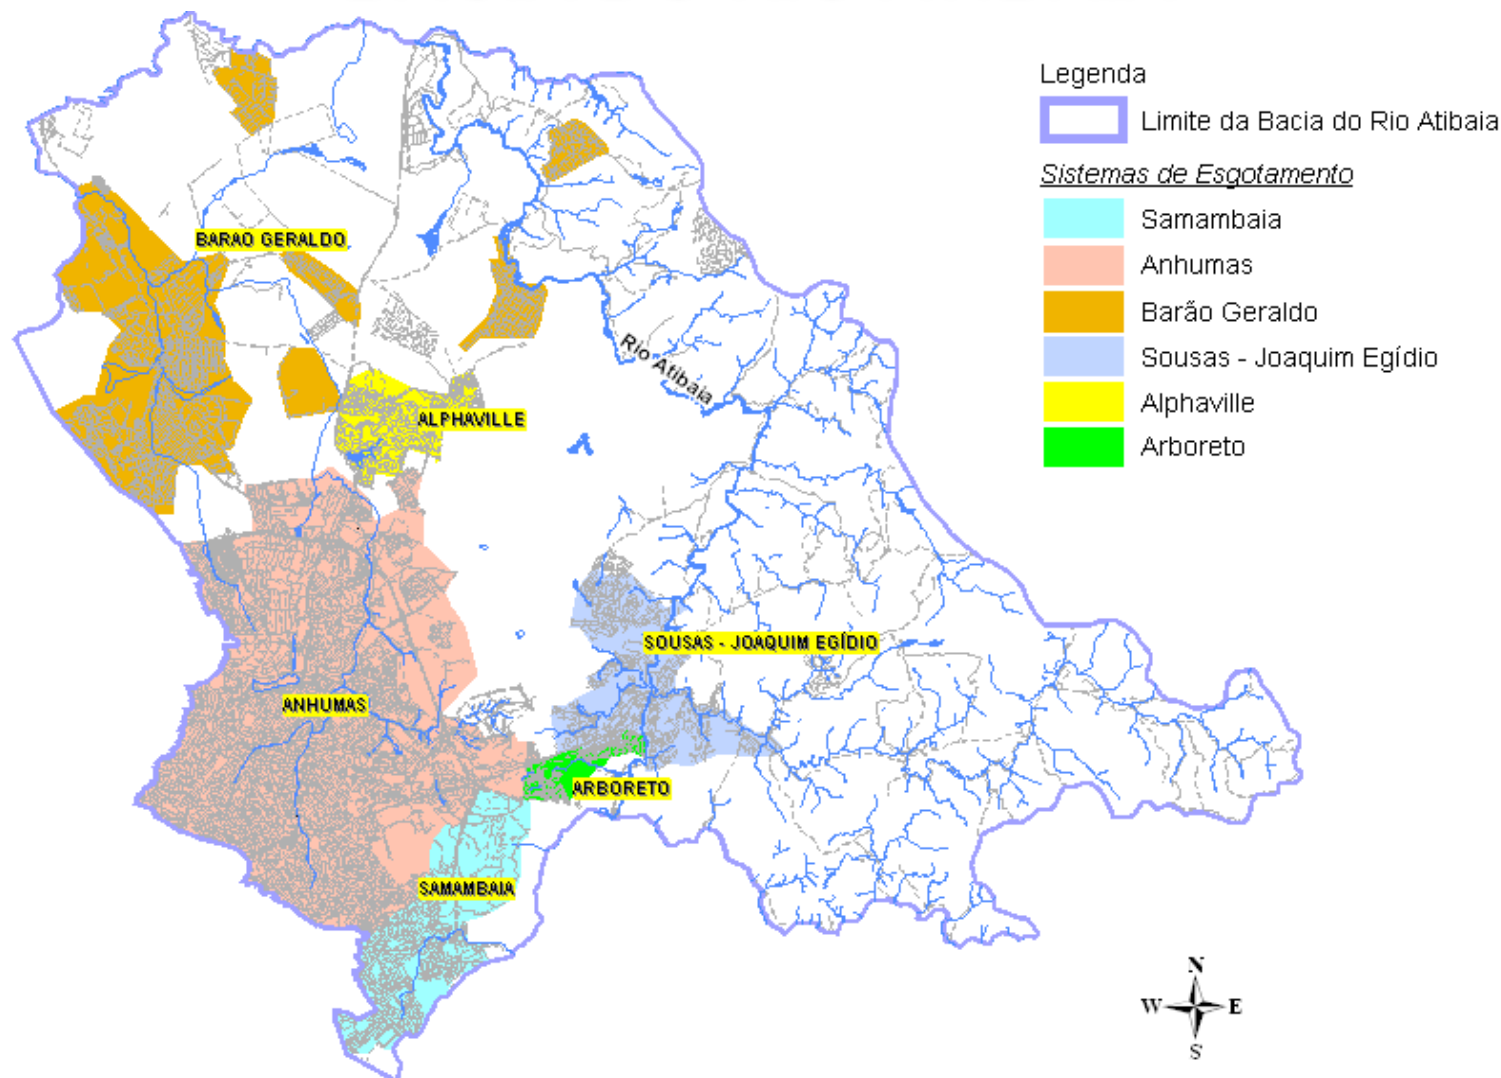 Legenda
Limite da Bacia do Rio Atibaia
Sistemas de Esgotamento
Samambaia
Anhumas
Barão Geraldo
Sousas - Joaquim Egídio
Alphaville
Arboreto
BARAO GERALDO
Rio Atibaia
ALPHAVILLE
SOUSAS - JOAQUIM EGÍDIO
ANHUMAS
ARBORETO
SAMAMBAIA
N
W E
S